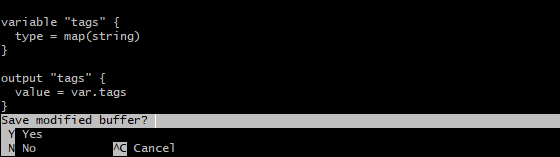 variable "tags" {
  type = map(string)
}

output "tags" {
  value = var.tags
}
Save modified buffer?
 Y Yes
 N No            ^C Cancel